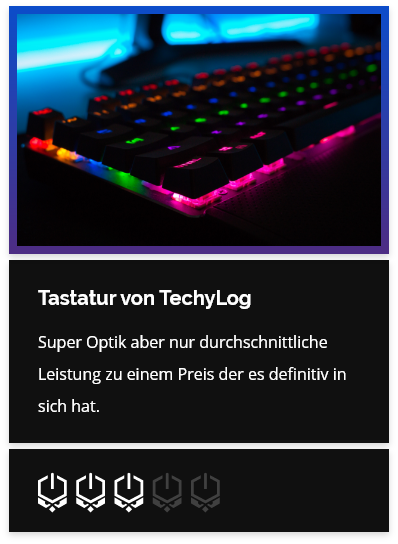 Tastatur von TechyLog
Super Optik aber nur durchschnittliche
Leistung zu einem Preis der es definitiv in
sich hat.